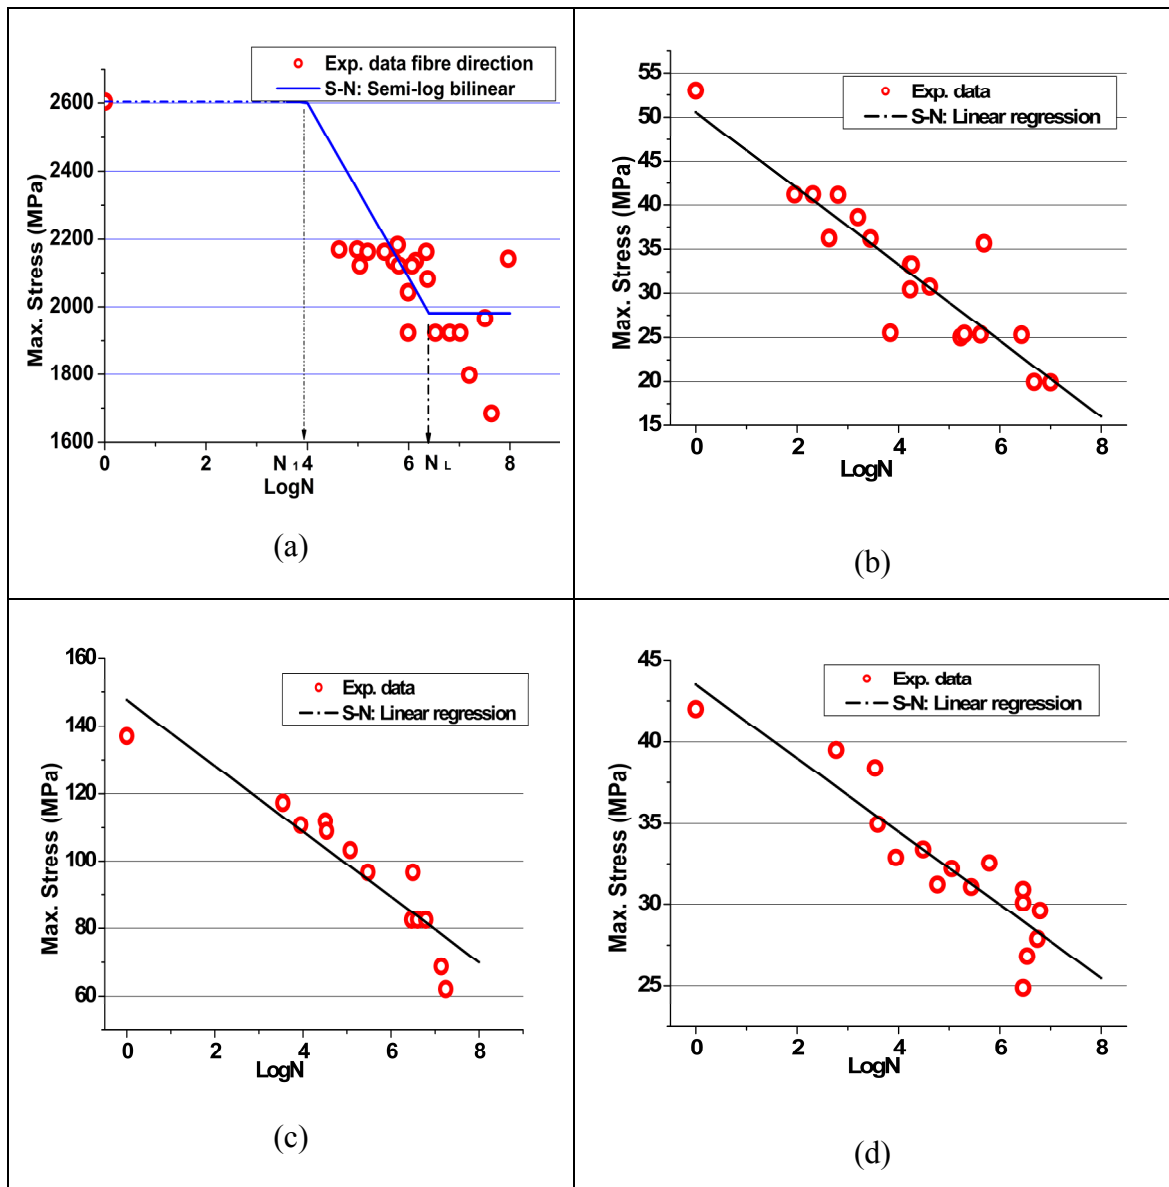 Exp. data fibre direction
S-N: Semi-log bilinear
Max. Stress (MPa)
2600
2400
2200
2000
1800
1600
0 2 N 1 4 6 N L 8
LogN
(a)
Exp. data
S-N: Linear regression
Max. Stress (MPa)
55
50
45
40
35
30
25
20
15
0 2 4 6 8
LogN
(b)
Exp. data
S-N: Linear regression
Max. Stress (MPa)
160
140
120
100
80
60
0 2 4 6 8
LogN
(c)
Exp. data
S-N: Linear regression
Max. Stress (MPa)
45
40
35
30
25
0 2 4 6 8
LogN
(d)